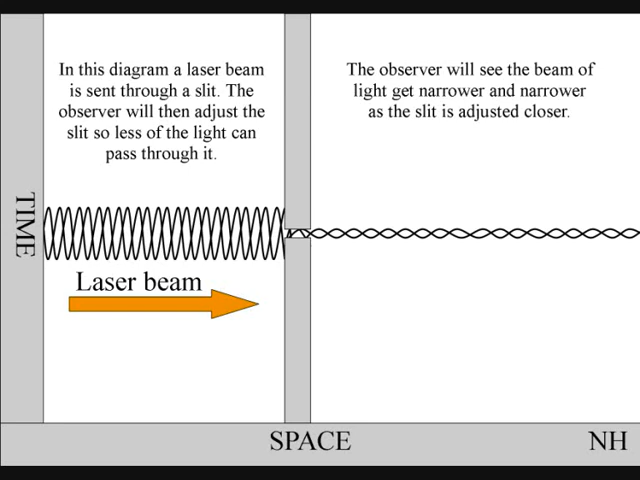 In this diagram a laser beam
is sent through a slit. The
observer will then adjust the
slit so less of the light can
pass through it.
The observer will see the beam of
light get narrower and narrower
as the slit is adjusted closer.
TIME
Laser beam
SPACE
NH